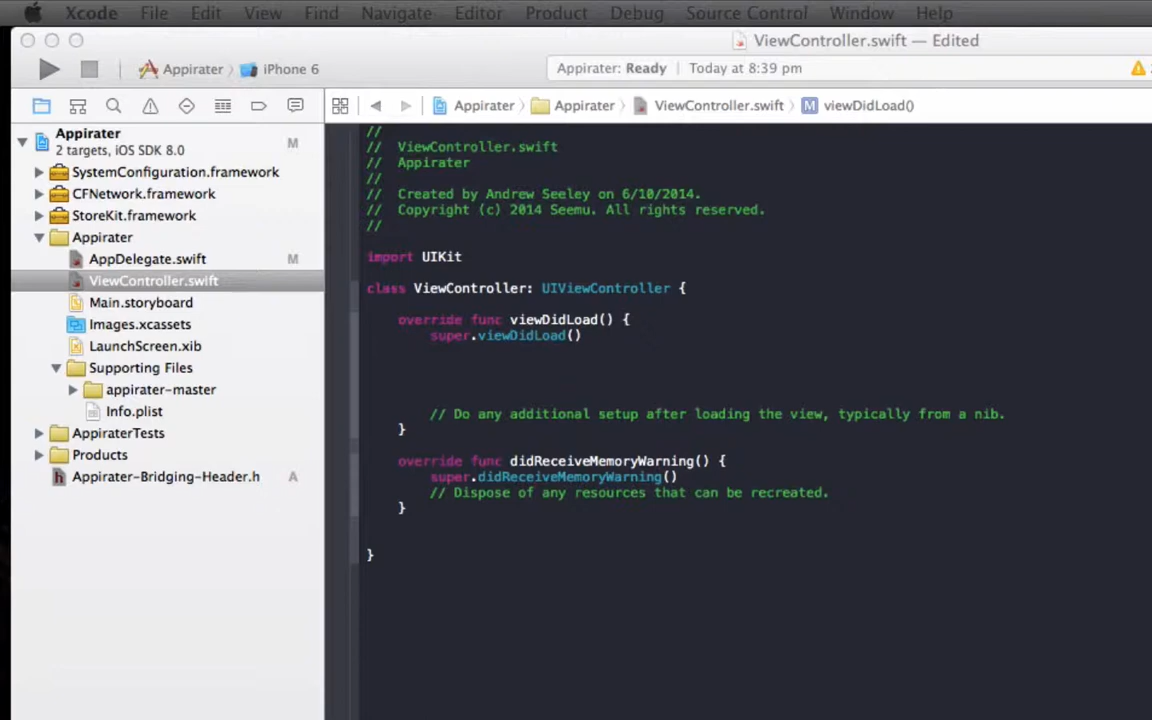 Xcode File Edit View Find Navigate Editor Product Debug Source Control Window Help
ViewController.swift — Edited
Appirater iPhone 6
Appirater: Ready Today at 8:39 pm
Appirater Appirater ViewController.swift M viewDidLoad()
Appirater
2 targets, iOS SDK 8.0
M
SystemConfiguration.framework
CFNetwork.framework
StoreKit.framework
Appirater
AppDelegate.swift M
ViewController.swift
Main.storyboard
Images.xcassets
LaunchScreen.xib
Supporting Files
appirater-master
Info.plist
AppiraterTests
Products
h Appirater-Bridging-Header.h A
//
// ViewController.swift
// Appirater
//
// Created by Andrew Seeley on 6/10/2014.
// Copyright (c) 2014 Seemu. All rights reserved.
//
import UIKit
class ViewController: UIViewController {
override func viewDidLoad() {
super.viewDidLoad()
// Do any additional setup after loading the view, typically from a nib.
}
override func didReceiveMemoryWarning() {
super.didReceiveMemoryWarning()
// Dispose of any resources that can be recreated.
}
}